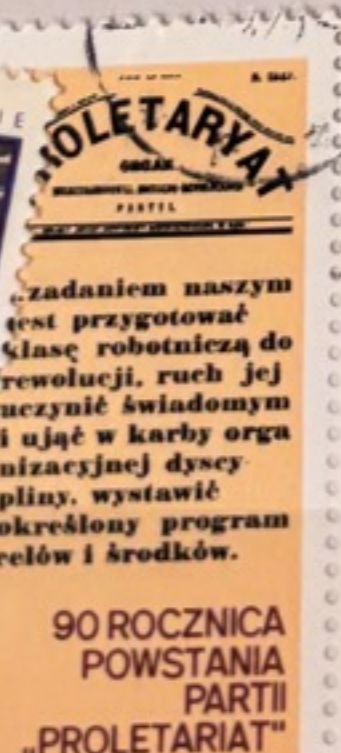 OLETARYAT
ORGAN
PARTYI
„zadaniem naszym
jest przygotować
klasę robotniczą do
rewolucji, ruch jej
uczynić świadomym
i ująć w karby orga
nizacyjnej dyscy-
pliny, wystawić
określony program
celów i środków.
90 ROCZNICA
POWSTANIA
PARTII
„PROLETARIAT"